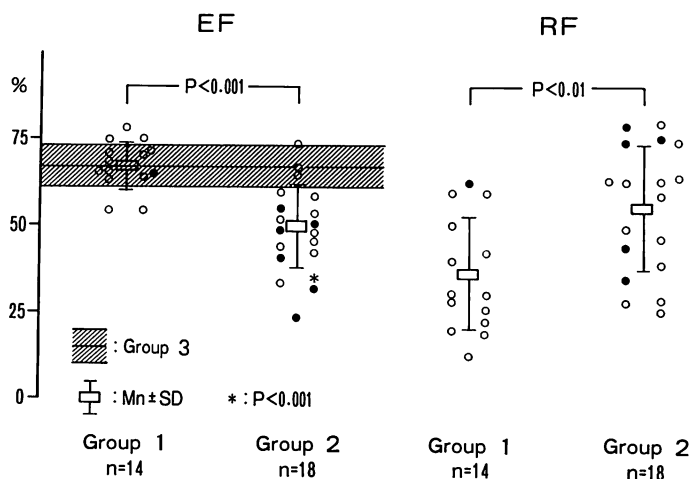 EF
RF
%
P<0.001
P<0.01
75
50
25
0
*
: Group 3
: Mn±SD
* : P<0.001
Group 1
n=14
Group 2
n=18
Group 1
n=14
Group 2
n=18